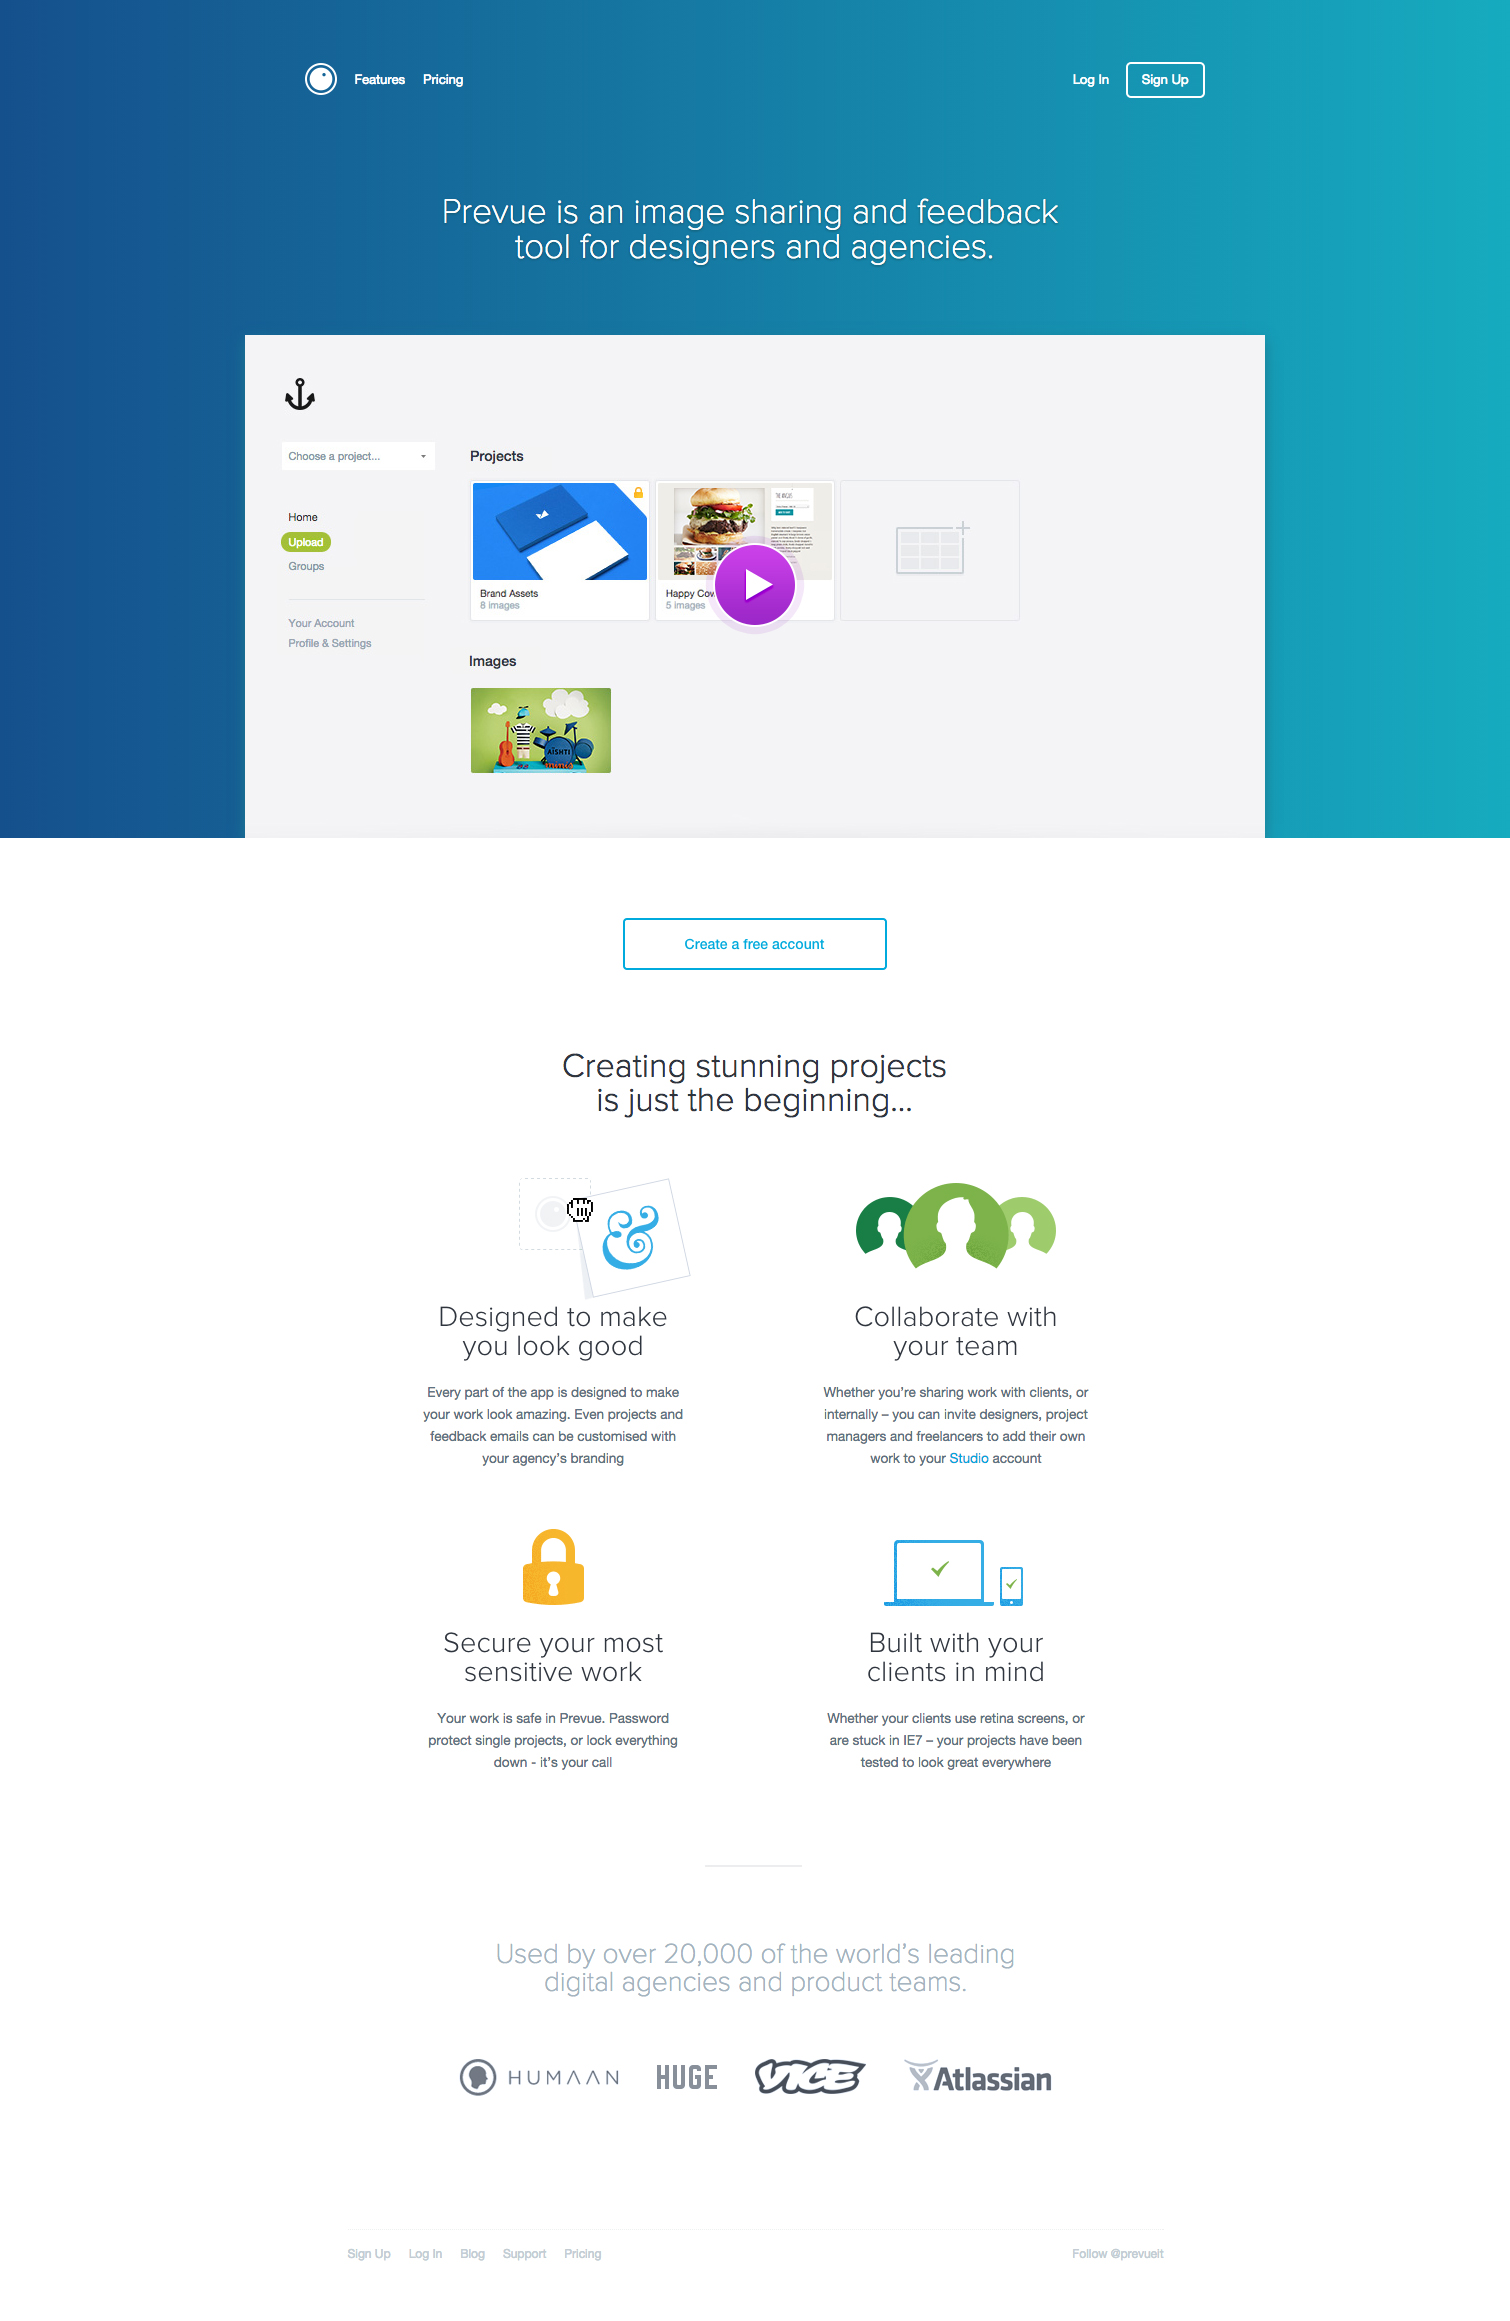 Features Pricing Log In Sign Up
Prevue is an image sharing and feedback
tool for designers and agencies.
Choose a project...
Home
Upload
Groups
Your Account
Profile & Settings
Projects
Brand Assets
8 images
Happy Cow
5 images
Images
AÏSHTI
minis
Create a free account
Creating stunning projects
is just the beginning...
&
Designed to make
you look good
Every part of the app is designed to make
your work look amazing. Even projects and
feedback emails can be customised with
your agency’s branding
Collaborate with
your team
Whether you’re sharing work with clients, or
internally – you can invite designers, project
managers and freelancers to add their own
work to your Studio account
Secure your most
sensitive work
Your work is safe in Prevue. Password
protect single projects, or lock everything
down - it’s your call
Built with your
clients in mind
Whether your clients use retina screens, or
are stuck in IE7 – your projects have been
tested to look great everywhere
Used by over 20,000 of the world’s leading
digital agencies and product teams.
HUMAAN HUGE VICE Atlassian
Sign Up Log In Blog Support Pricing Follow @prevueit